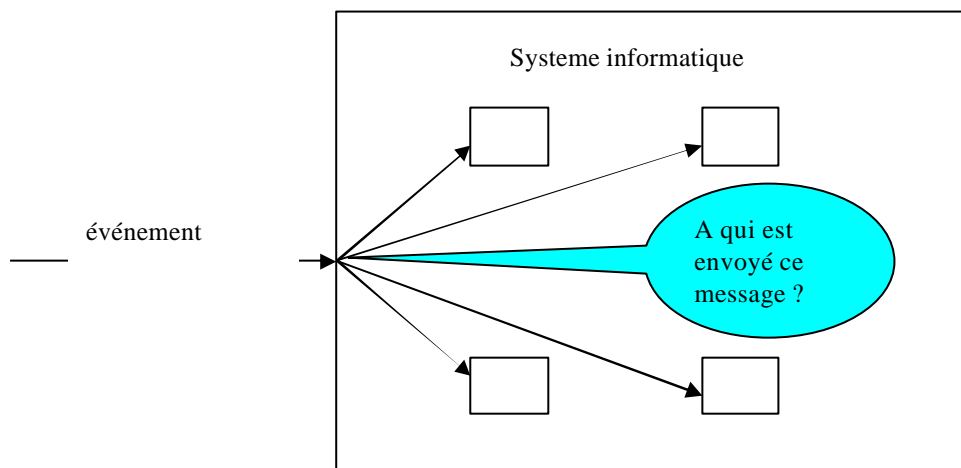 Systeme informatique
événement
A qui est
envoyé ce
message ?